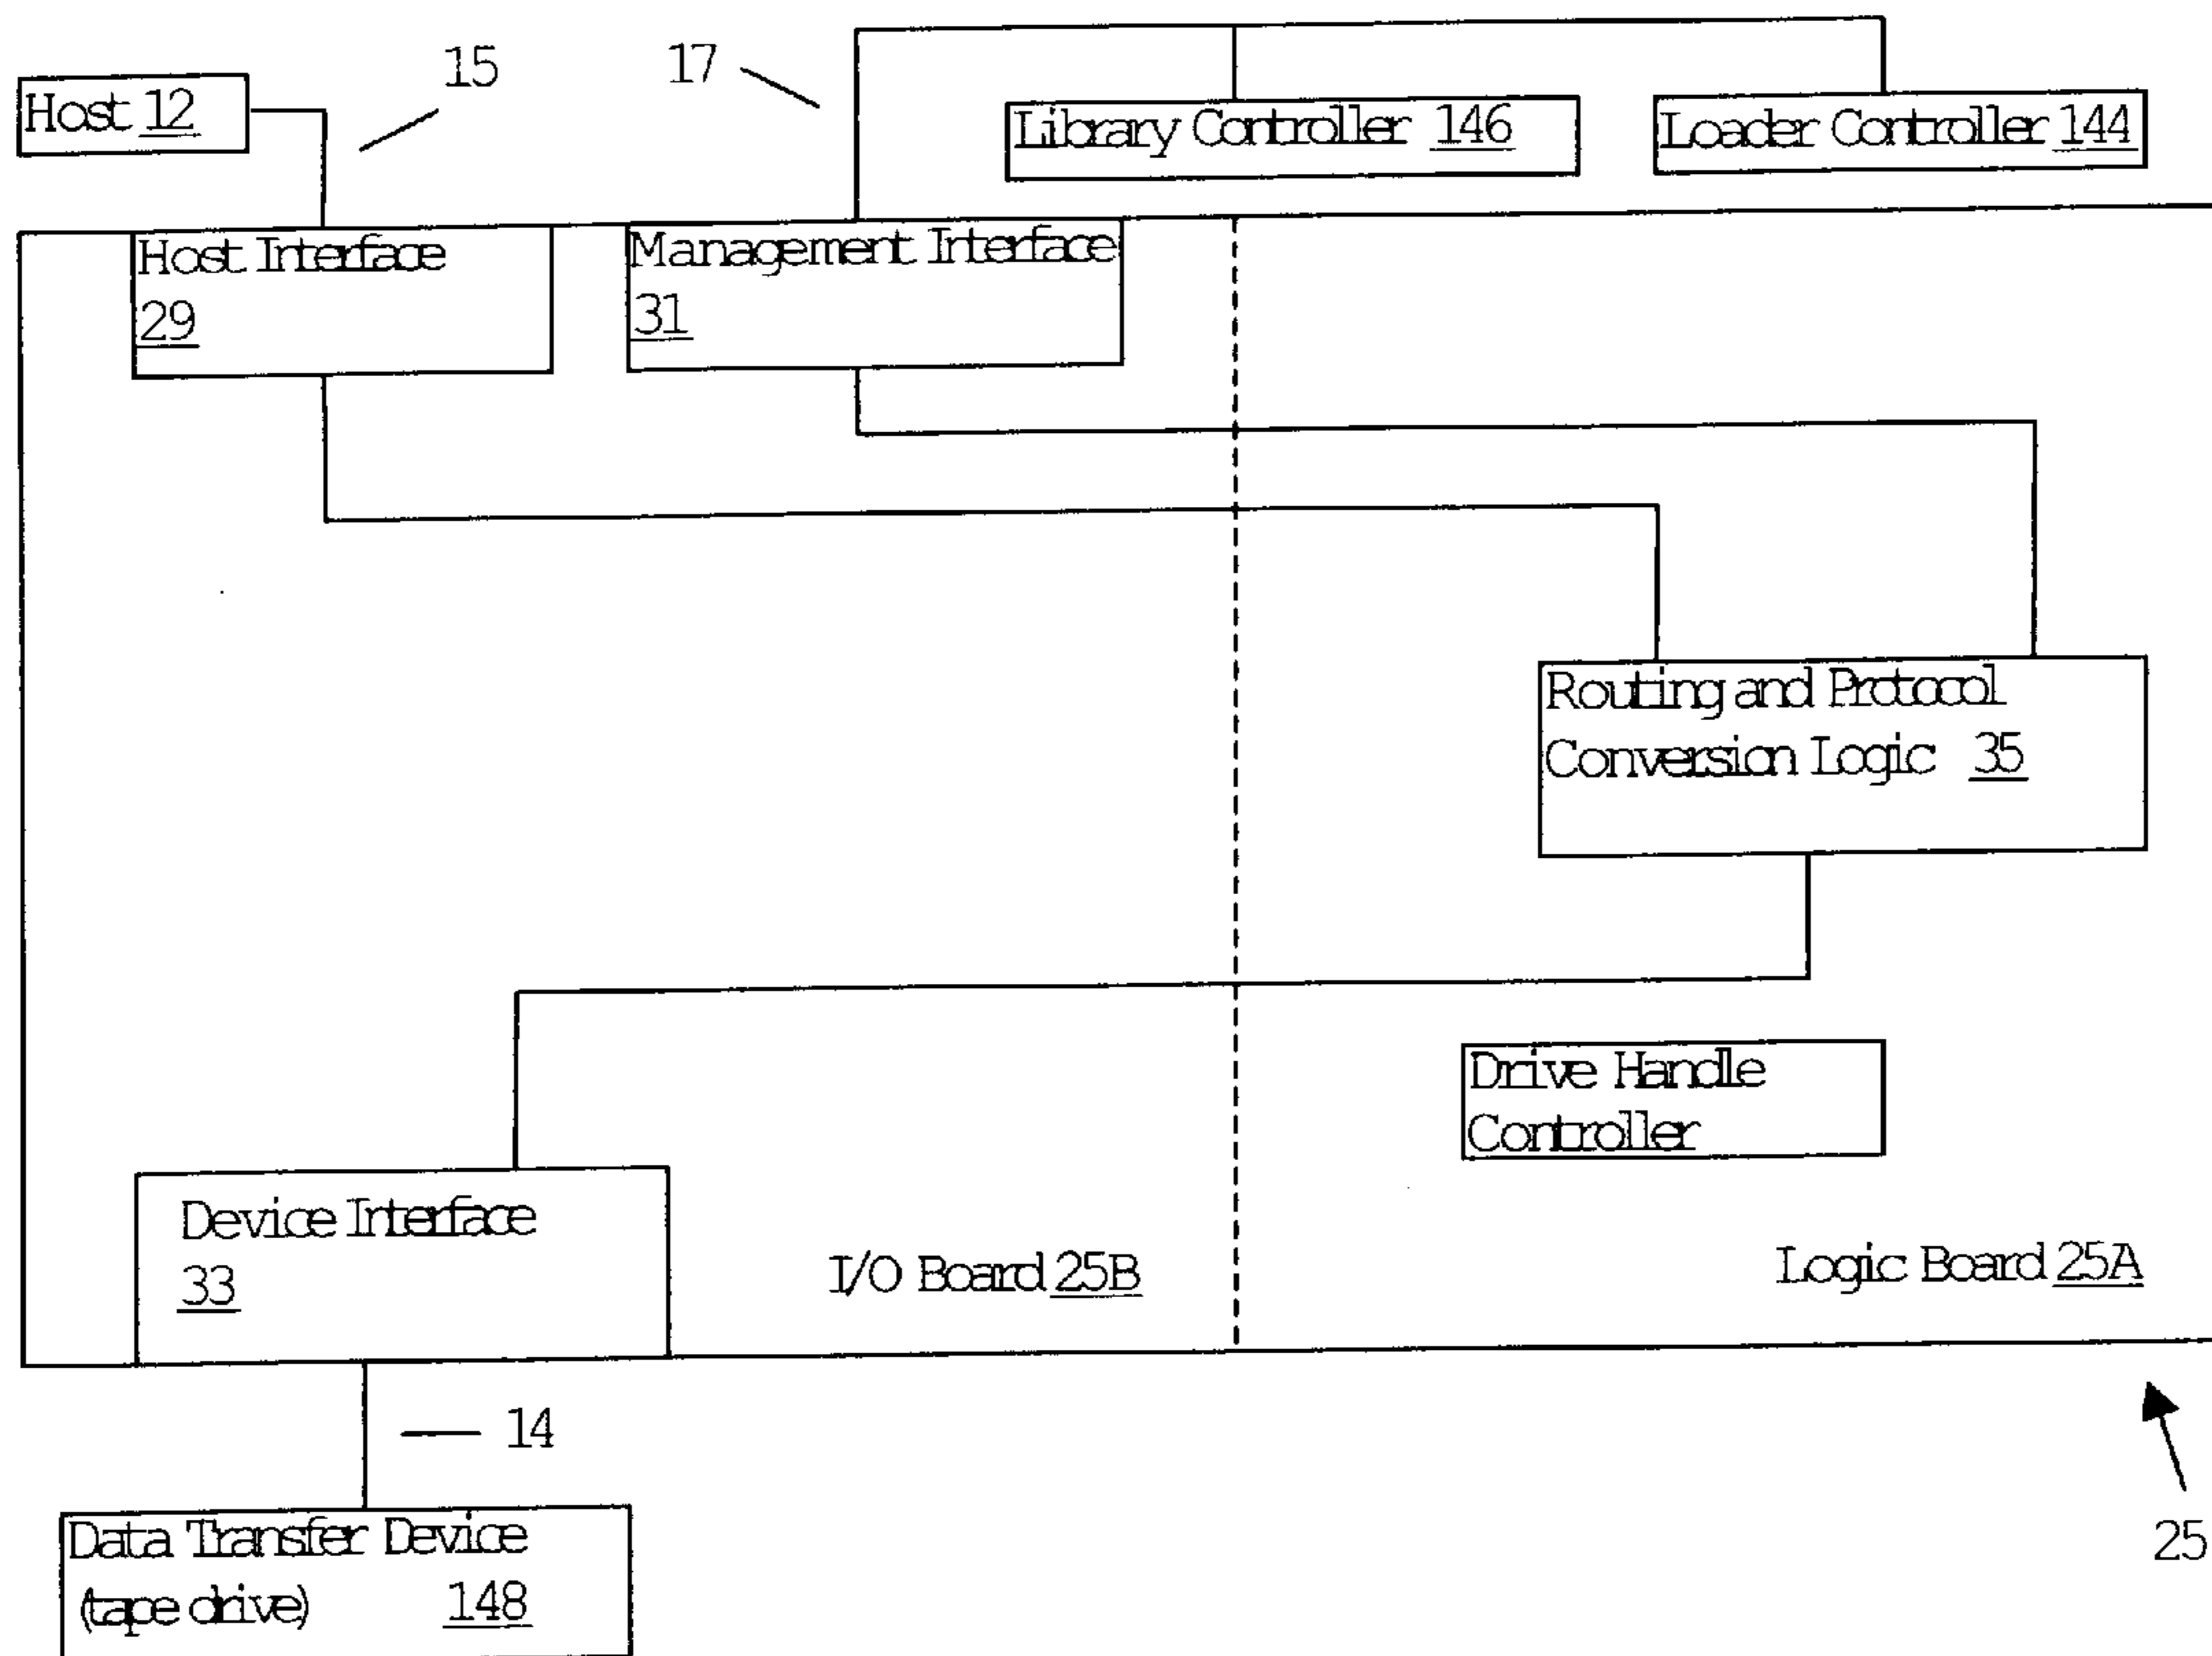 15
17
Host 12
Library Controller 146
Loader Controller 144
Host Interface
29
Management Interface
31
Routing and Protocol
Conversion Logic 35
Drive Handle
Controller
Device Interface
33
I/O Board 25B
Logic Board 25A
14
25
Data Transfer Device
(tape drive) 148